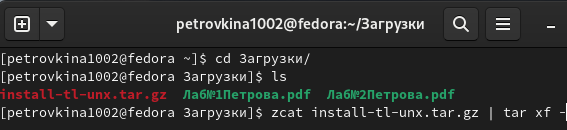 petrovkina1002@fedora:~/Загрузки
[petrovkina1002@fedora ~]$ cd Загрузки/
[petrovkina1002@fedora Загрузки]$ ls
install-tl-unx.tar.gz Лаб№1Петрова.pdf Лаб№2Петрова.pdf
[petrovkina1002@fedora Загрузки]$ zcat install-tl-unx.tar.gz | tar xf -